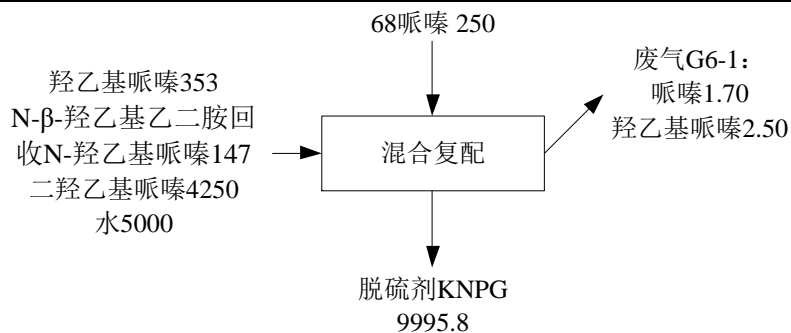 68哌嗪 250
羟乙基哌嗪353
N-β-羟乙基乙二胺回
收N-羟乙基哌嗪147
二羟乙基哌嗪4250
水5000
混合复配
废气G6-1：
哌嗪1.70
羟乙基哌嗪2.50
脱硫剂KNPG
9995.8